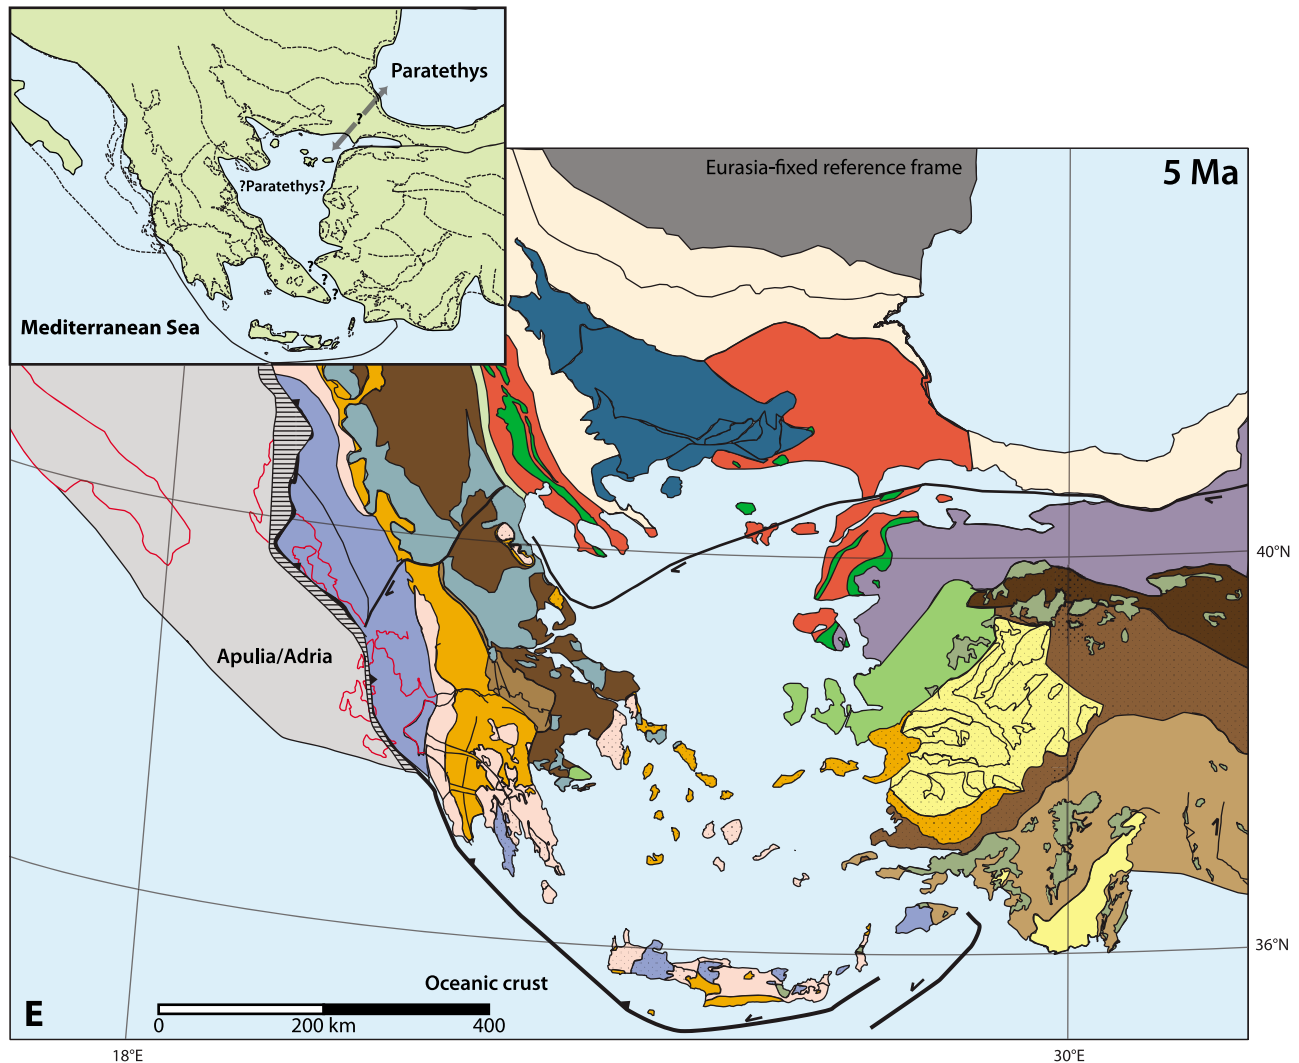 Paratethys
?
?Paratethys?
?
?
?
Mediterranean Sea
Eurasia-fixed reference frame
5 Ma
40°N
Apulia/Adria
36°N
Oceanic crust
E
0
200 km
400
18°E
30°E